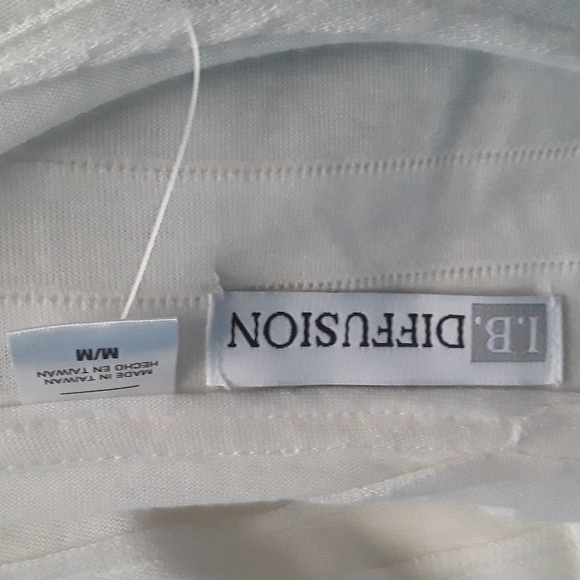 I.B. DIFFUSION
M/M
HECHO EN TAIWAN
MADE IN TAIWAN